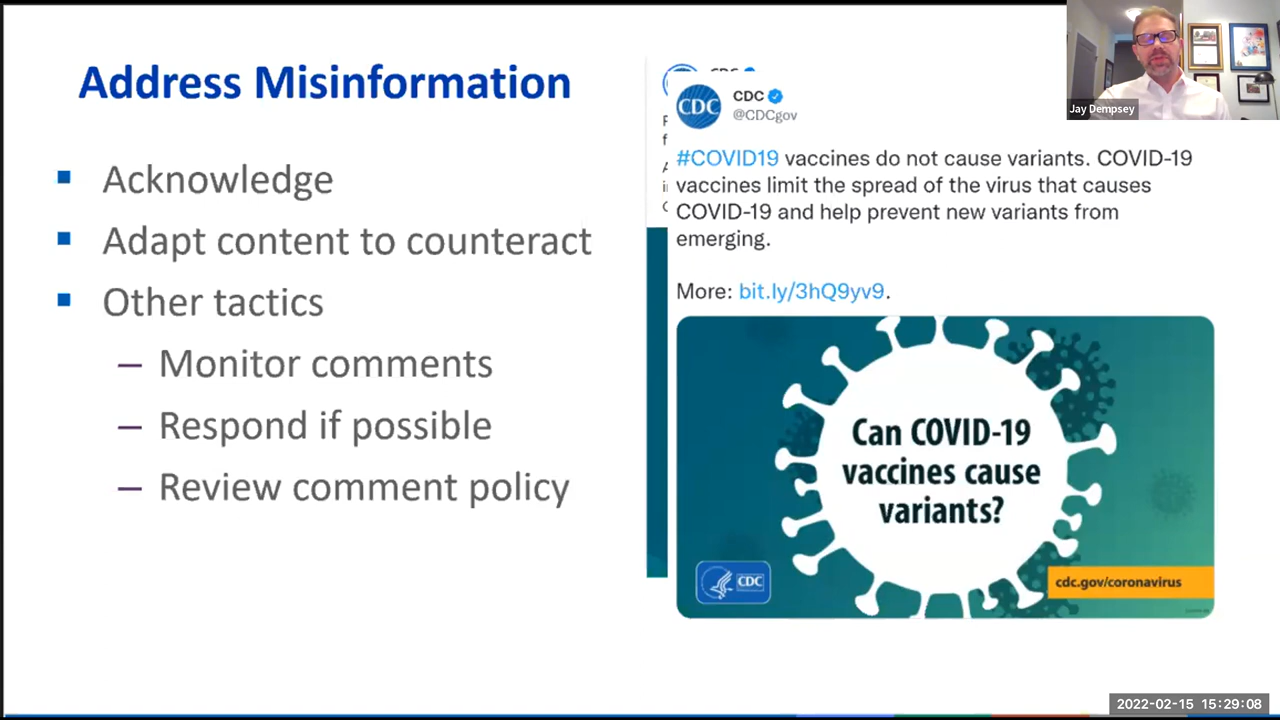 Address Misinformation
Acknowledge
Adapt content to counteract
Other tactics
– Monitor comments
– Respond if possible
– Review comment policy
CDC
CDC
CDC
@CDCgov
#COVID19 vaccines do not cause variants. COVID-19
vaccines limit the spread of the virus that causes
COVID-19 and help prevent new variants from
emerging.
More: bit.ly/3hQ9yv9.
Can COVID-19
vaccines cause
variants?
CDC
cdc.gov/coronavirus
Jay Dempsey
2022-02-15 15:29:08